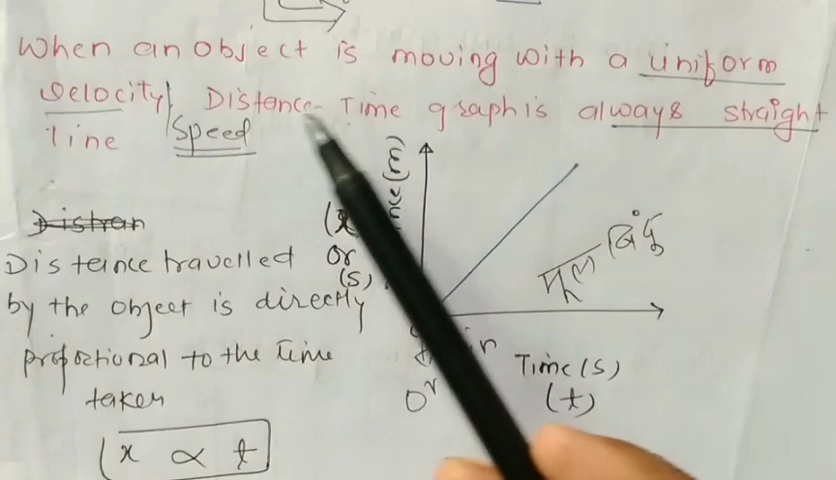 When an object is moving with a uniform
velocity/ Distance-Time graph is always straight
line Speed
Distran
Distance travelled
by the object is directly
proportional to the time
taken
x ∝ t
or
(s)
मूल बिंदु
Time (s)
(t)